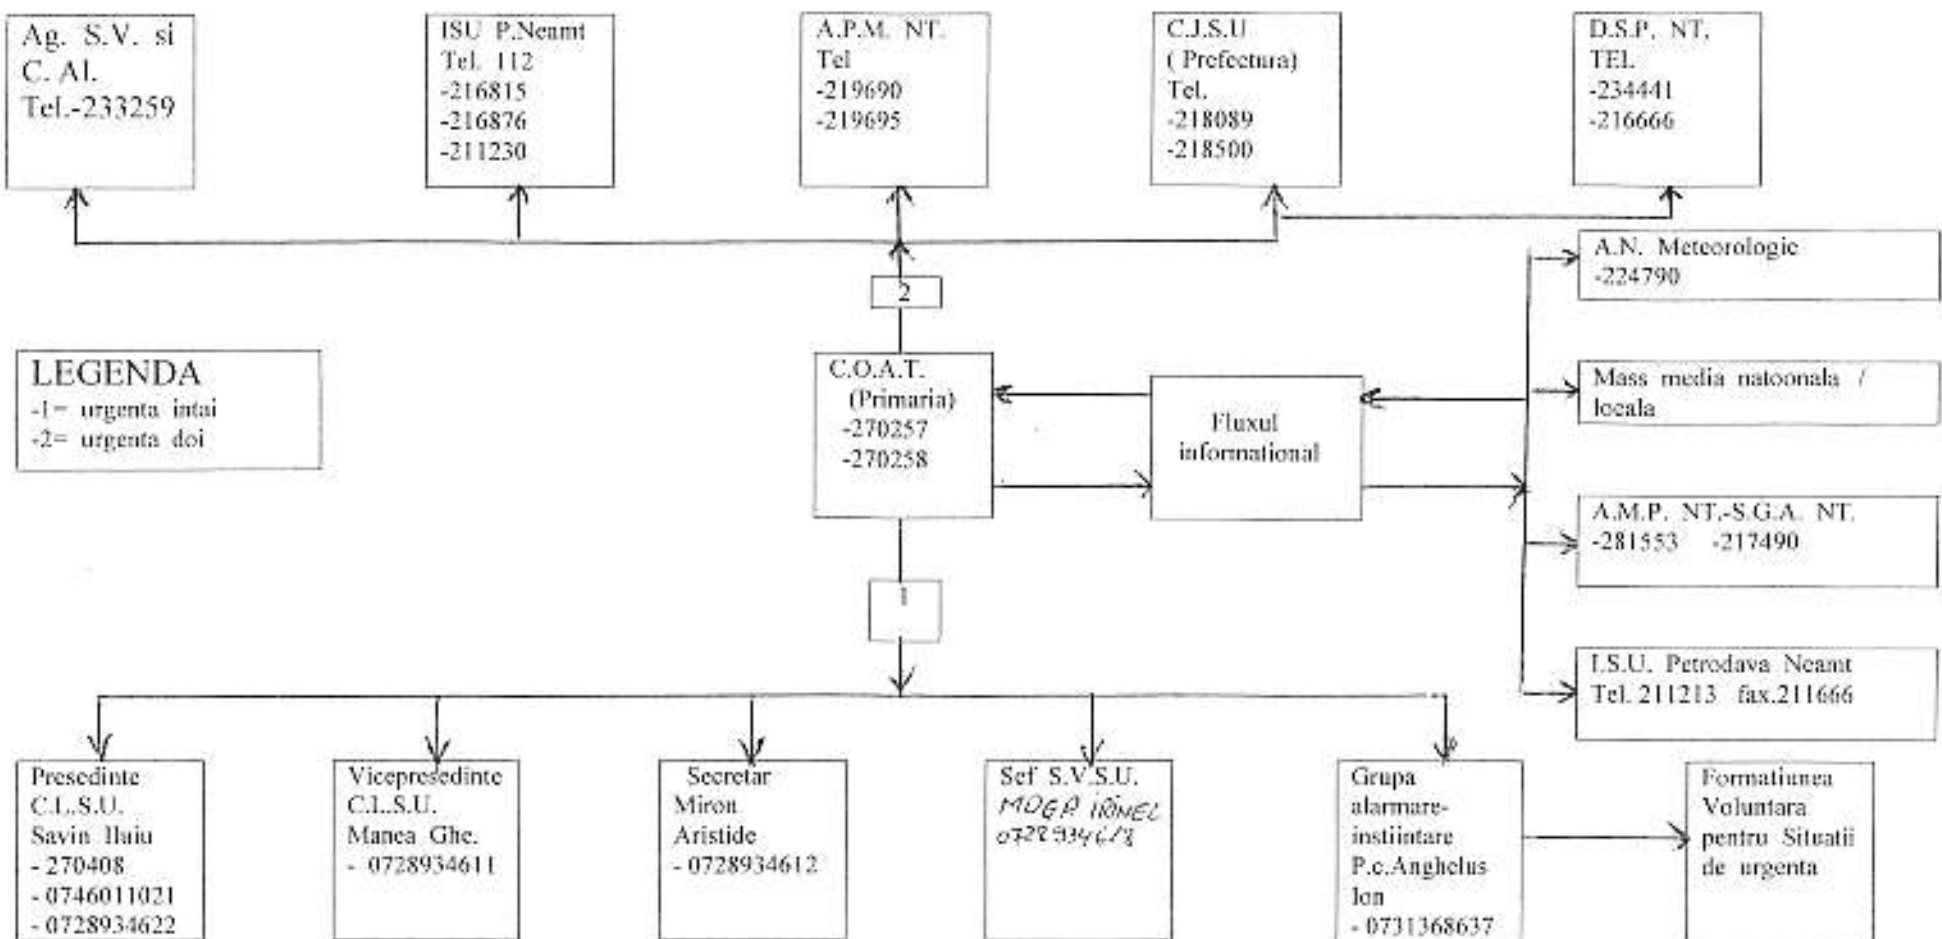 Ag. S.V. si
C. Al.
Tel.-233259
ISU P.Neamt
Tel. 112
-216815
-216876
-211230
A.P.M. NT.
Tel
-219690
-219695
C.J.S.U
( Prefectura)
Tel.
-218089
-218500
D.S.P. NT.
TEL
-234441
-216666
A.N. Meteorologie
-224790
2
LEGENDA
-1= urgenta intai
-2= urgenta doi
C.O.A.T.
(Primaria)
-270257
-270258
Fluxul
informational
Mass media natoonala /
locala
A.M.P. NT.-S.G.A. NT.
-281553 -217490
1
I.S.U. Petrodava Neamt
Tel. 211213 fax.211666
Presedinte
C.L.S.U.
Savin
- 270408
- 0746011021
- 0728934622
Vicepresedinte
C.L.S.U.
Manea Ghe.
- 0728934611
Secretar
Miron
Aristide
- 0728934612
Sef S.V.S.U.
MOGA IRINEL
Grupa
alarmare-
instiintare
P.c.Anghelus
Ion
- 0731368637
Formatiunea
Voluntara
pentru Situatii
de urgenta